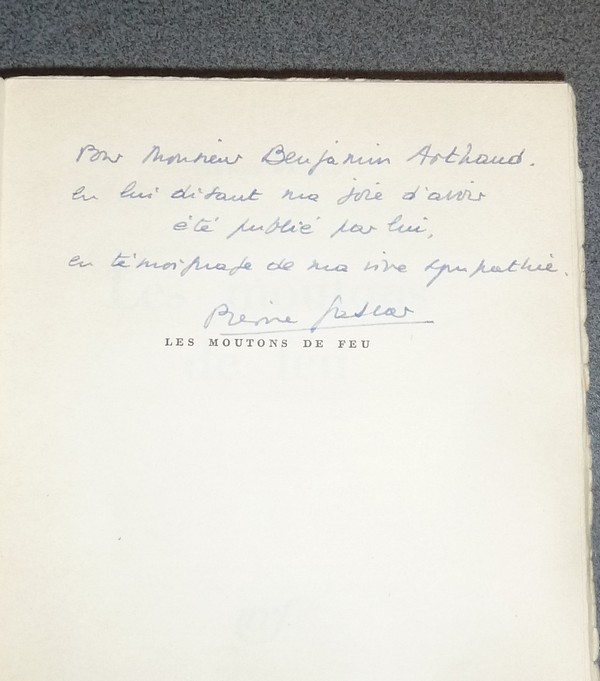 Pour Monsieur Benjamin Arthaud.
en lui disant ma joie d'avoir
été publié par lui,
en témoignage de ma vive sympathie.
Pierre Gascar
LES MOUTONS DE FEU